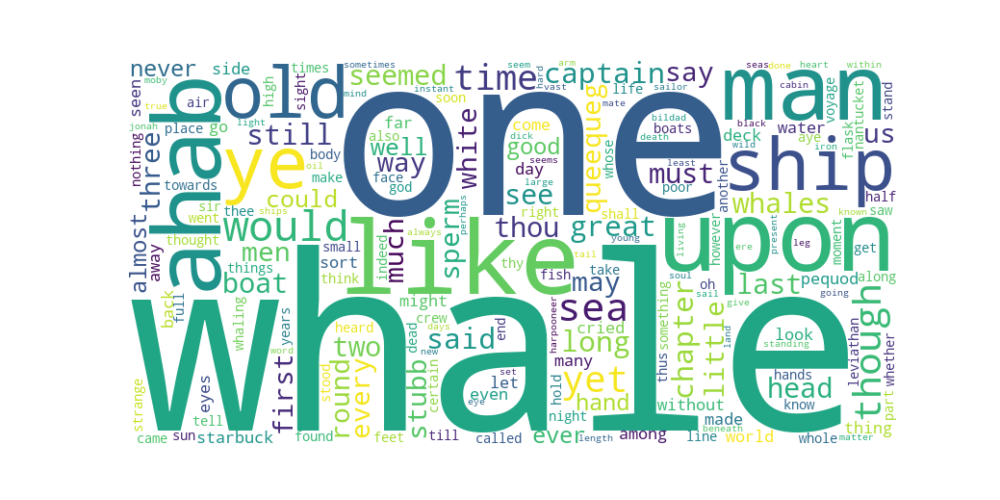 whale
one
like
upon
man
ship
ahab
ye
old
would
though
sea
captain
seemed
time
say
never
side
times
sometimes
seem
arm
hard
vast
sailor
mate
seas
done
heart
within
cabin
voyage
stand
moby
true
jonah
seen
air
high
sight
mind
instant
soon
far
also
well
way
face
god
white
come
dick
good
seems
day
large
see
right
thou
great
shall
queequeg
whose
bildad
boats
death
must
least
poor
another
black
wild
deck
water
aye
iron
flask
nantucket
us
half
saw
known
whales
nothing
three
place
go
light
still
body
oil
make
towards
could
sir
went
thee
ships
thought
almost
away
men
things
boat
small
sort
think
indeed
much
always
sperm
perhaps
thy
fish
tail
young
may
take
living
however
ere
present
leg
moment
get
last
pequod
going
along
oh
soul
sail
give
chapter
something
thus
little
land
look
standing
hands
head
know
leviathan
whether
part
thing
matter
whole
back
full
whaling
years
might
crew
days
heard
two
dead
new
said
end
harpooneer
cried
long
many
set
let
even
yet
hold
hand
night
without
made
line
world
beneath
among
ever
length
called
till
eye
certain
stubb
every
round
stood
word
first
eyes
tell
strange
came
sun
starbuck
found
feet